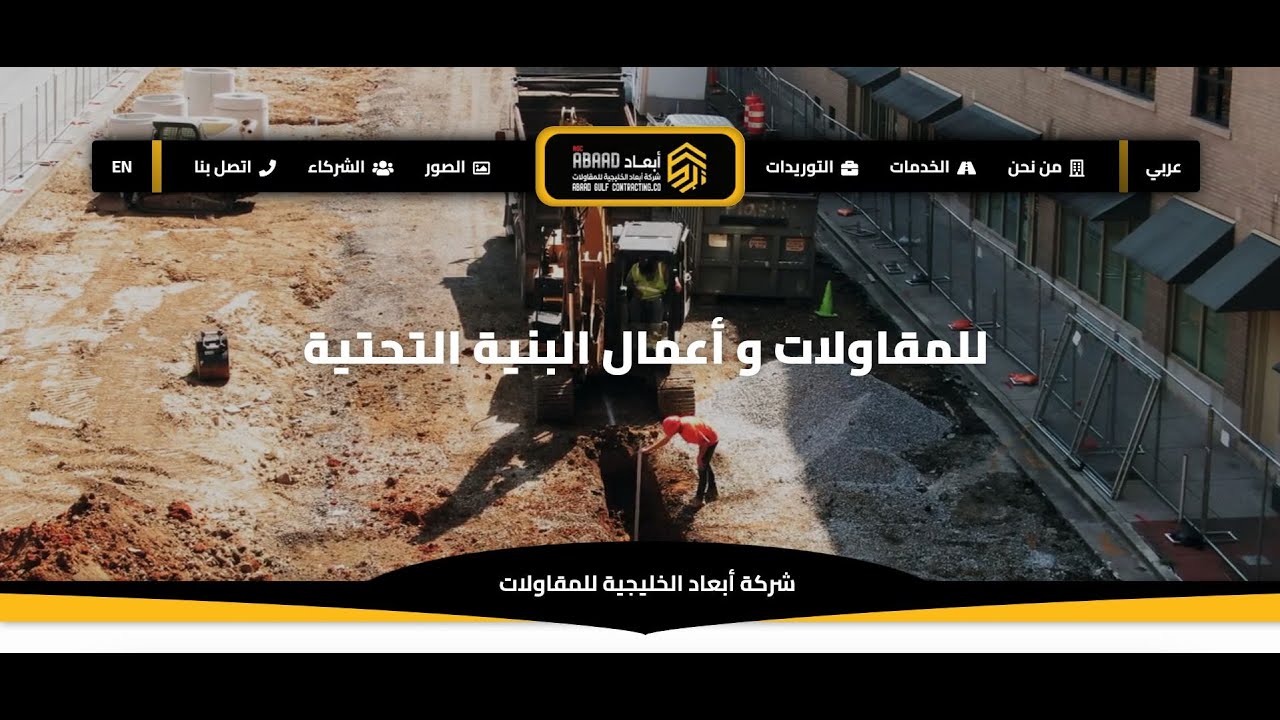 عربي
من نحن
الخدمات
التوريدات
ABAAD أبعاد
شركة أبعاد الخليجية للمقاولات
ABAAD GULF CONTRACTING.CO
الصور
الشركاء
اتصل بنا
EN
للمقاولات و أعمال البنية التحتية
شركة أبعاد الخليجية للمقاولات